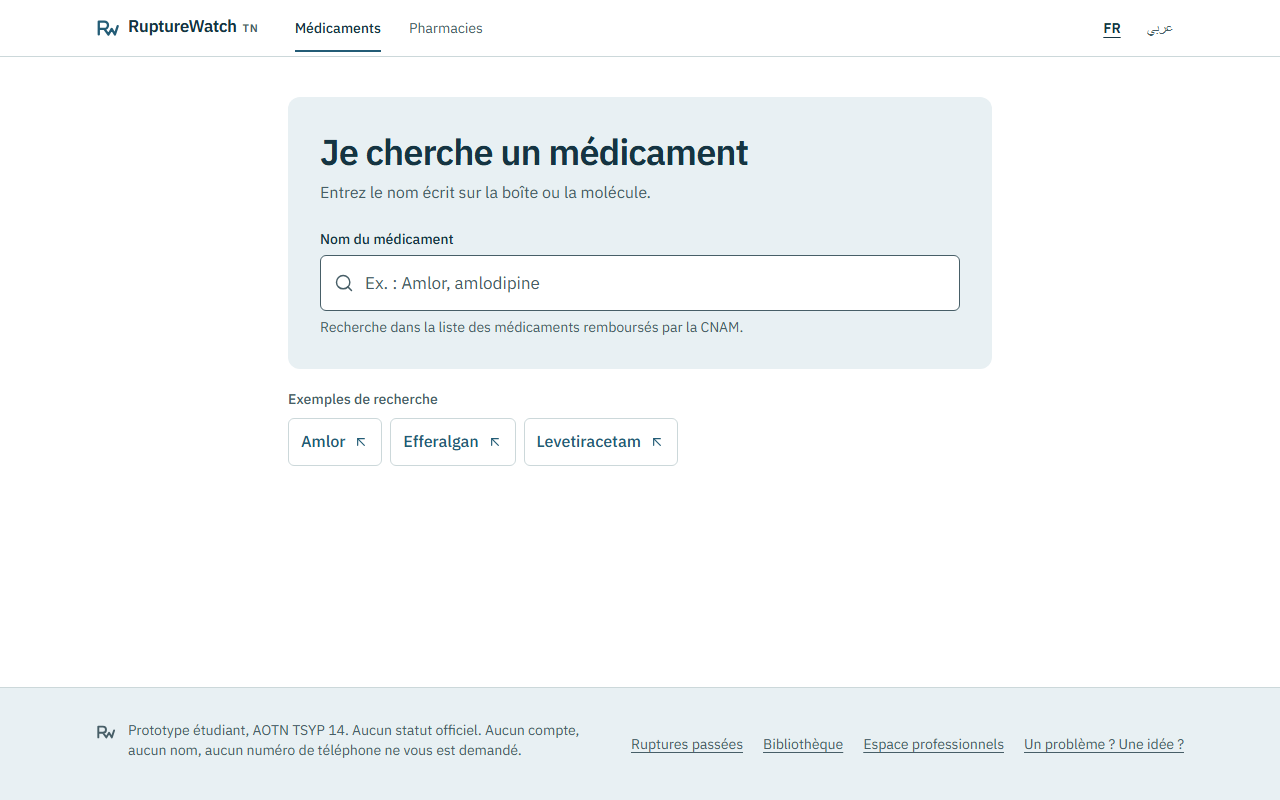 RuptureWatch TN
Médicaments
Pharmacies
FR
عربي
Je cherche un médicament
Entrez le nom écrit sur la boîte ou la molécule.
Nom du médicament
Ex. : Amlor, amlodipine
Recherche dans la liste des médicaments remboursés par la CNAM.
Exemples de recherche
Amlor
Efferalgan
Levetiracetam
Rw
Prototype étudiant, AOTN TSYP 14. Aucun statut officiel. Aucun compte,
aucun nom, aucun numéro de téléphone ne vous est demandé.
Ruptures passées
Bibliothèque
Espace professionnels
Un problème ? Une idée ?